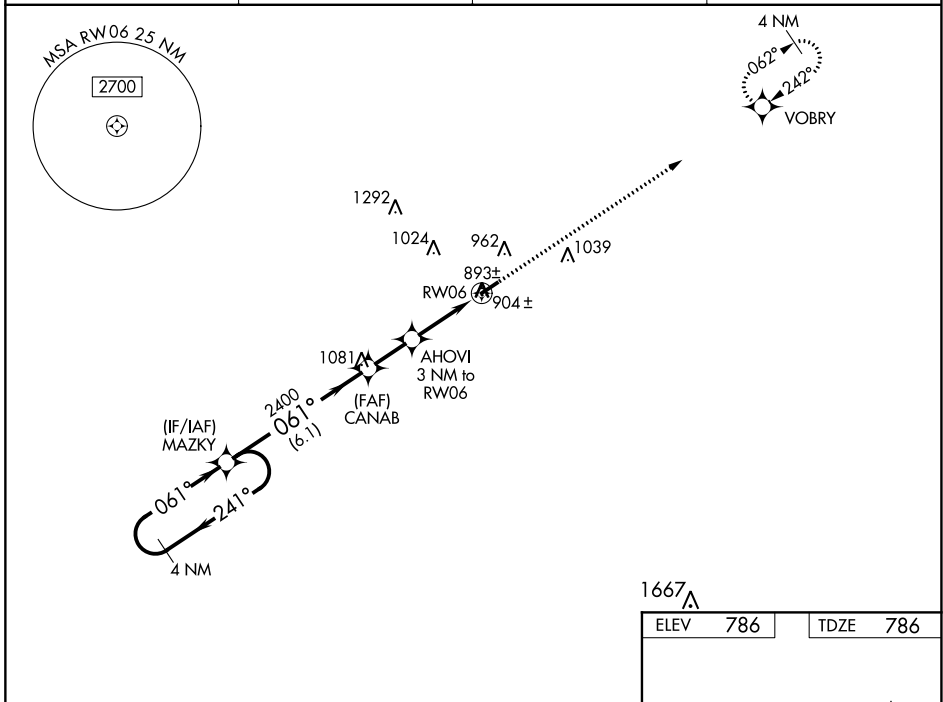 MSA RW06 25 NM
2700
4 NM
062°
242°
VOBRY
1292
1024
962
1039
893±
RW06
904±
1081
AHOVI
3 NM to
RW06
(FAF)
CANAB
2400
061°
(6.1)
(IF/IAF)
MAZKY
061°
241°
4 NM
1667
ELEV 786
TDZE 786